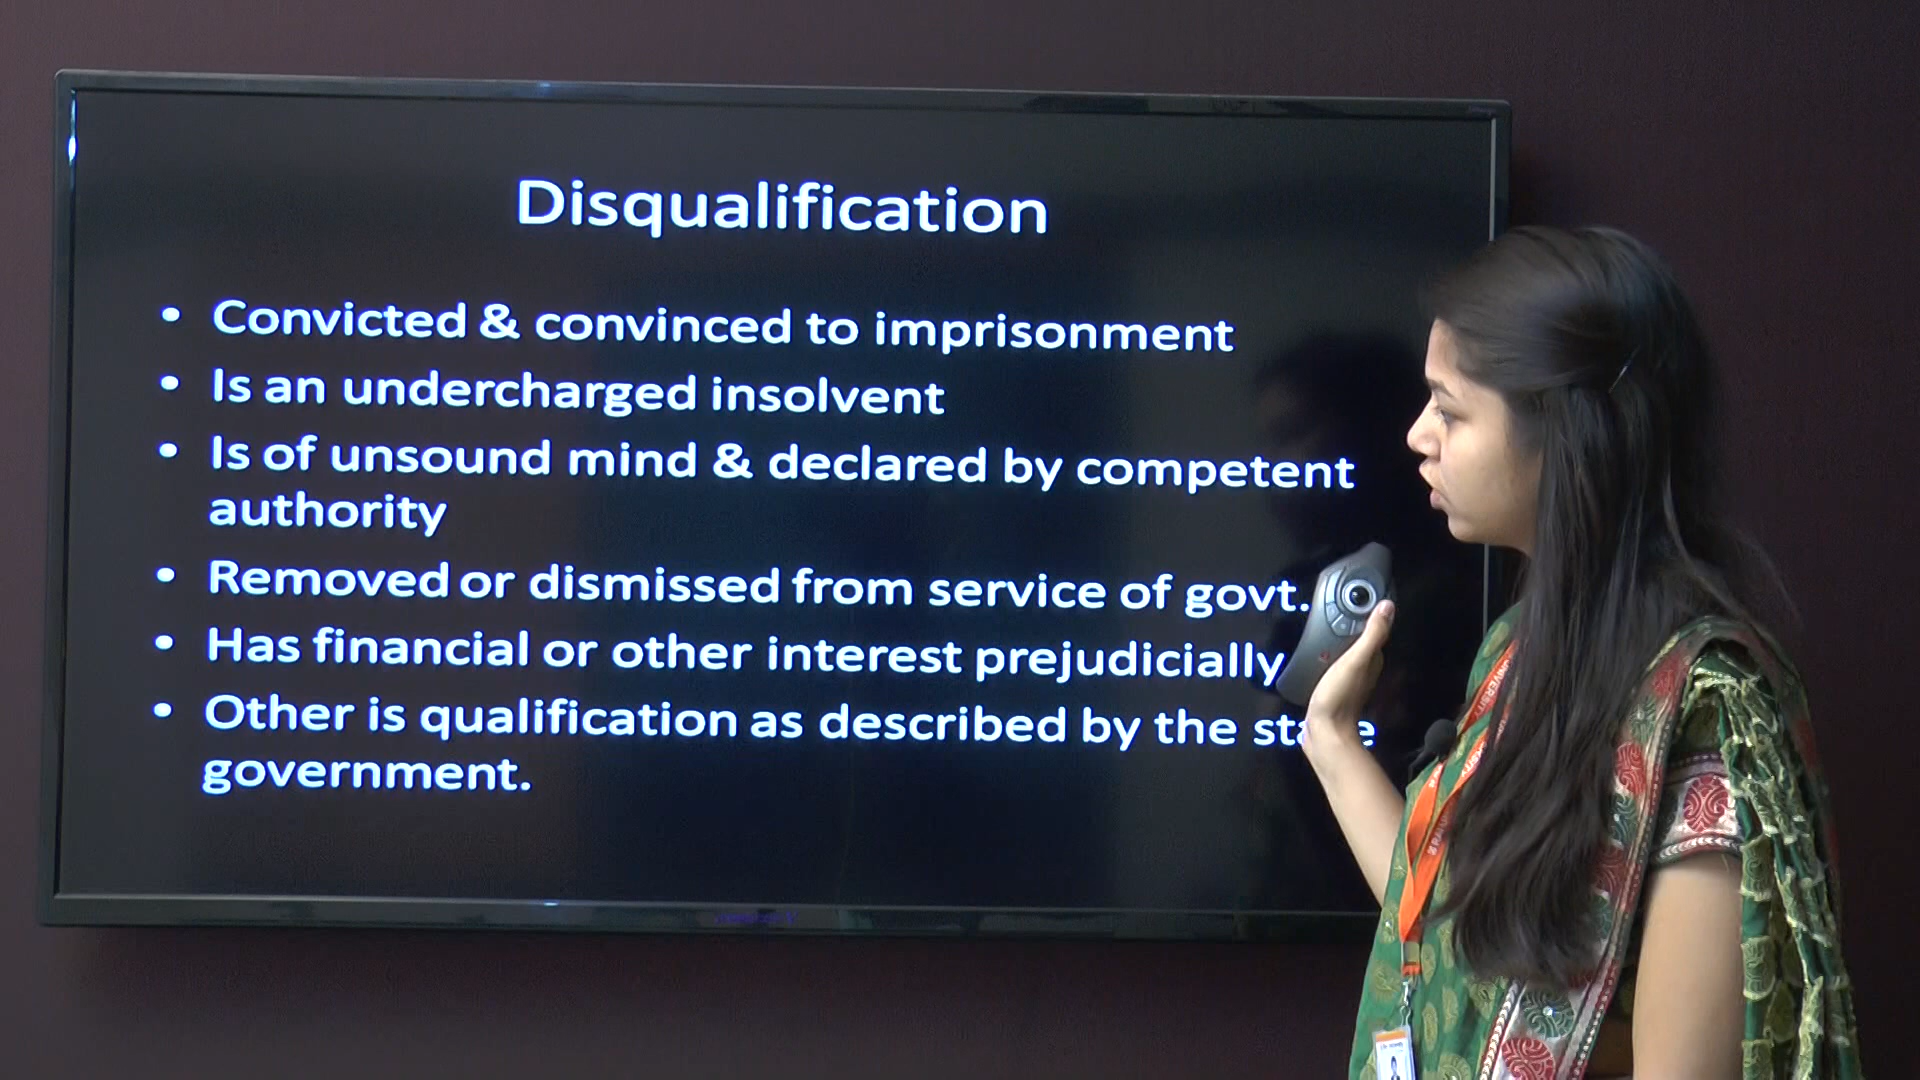 Disqualification
• Convicted & convinced to imprisonment
• Is an undercharged insolvent
• Is of unsound mind & declared by competent
authority
• Removed or dismissed from service of govt.
• Has financial or other interest prejudicially
• Other is qualification as described by the state
government.
UNIVERSITY